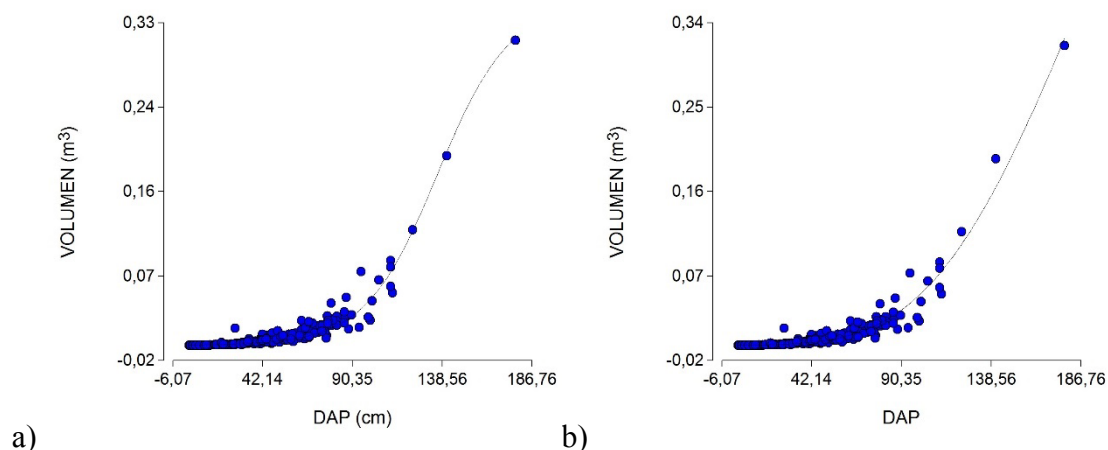 0,33
0,24
0,16
0,07
-0,02
VOLUMEN (m³)
-6,07 42,14 90,35 138,56 186,76
DAP (cm)
a)
0,34
0,25
0,16
0,07
-0,02
VOLUMEN (m³)
-6,07 42,14 90,35 138,56 186,76
DAP
b)